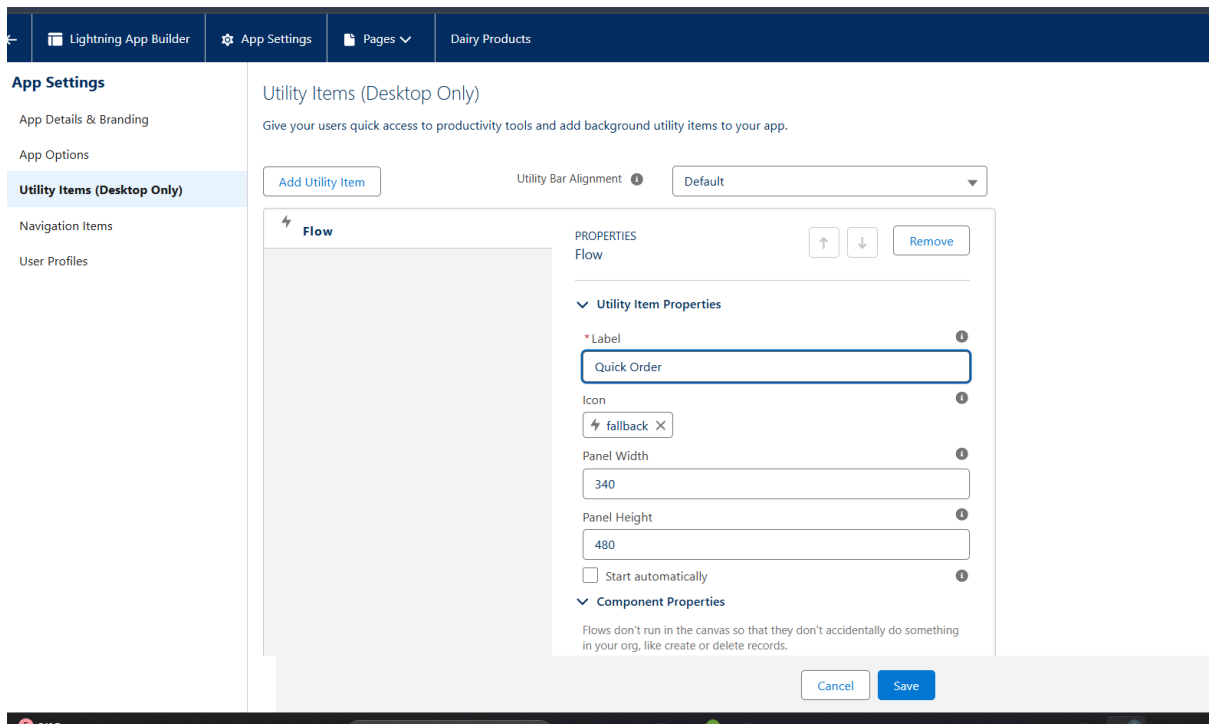 Lightning App Builder
App Settings
Pages
Dairy Products
App Settings
App Details & Branding
App Options
Utility Items (Desktop Only)
Navigation Items
User Profiles
Utility Items (Desktop Only)
Give your users quick access to productivity tools and add background utility items to your app.
Add Utility Item
Utility Bar Alignment
Default
Flow
PROPERTIES
Flow
Remove
Utility Item Properties
*Label
Quick Order
Icon
fallback
Panel Width
340
Panel Height
480
Start automatically
Component Properties
Flows don't run in the canvas so that they don't accidentally do something
in your org, like create or delete records.
Cancel
Save